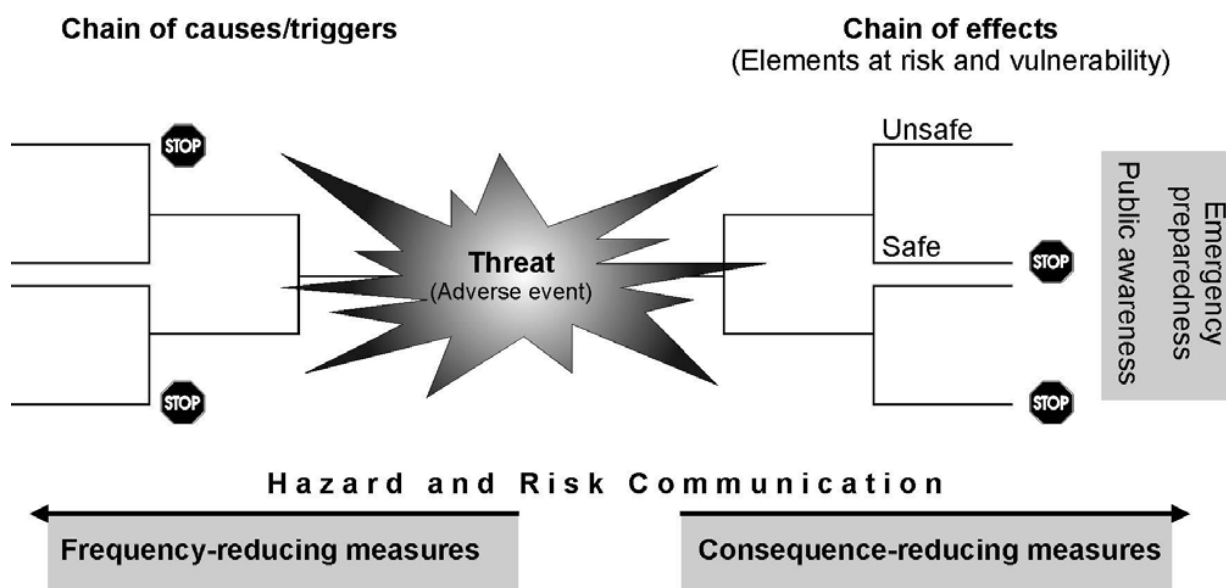 Chain of causes/triggers
Chain of effects
(Elements at risk and vulnerability)
STOP
Unsafe
Safe
STOP
Threat
(Adverse event)
STOP
STOP
Emergency
preparedness
Public awareness
Hazard and Risk Communication
Frequency-reducing measures
Consequence-reducing measures